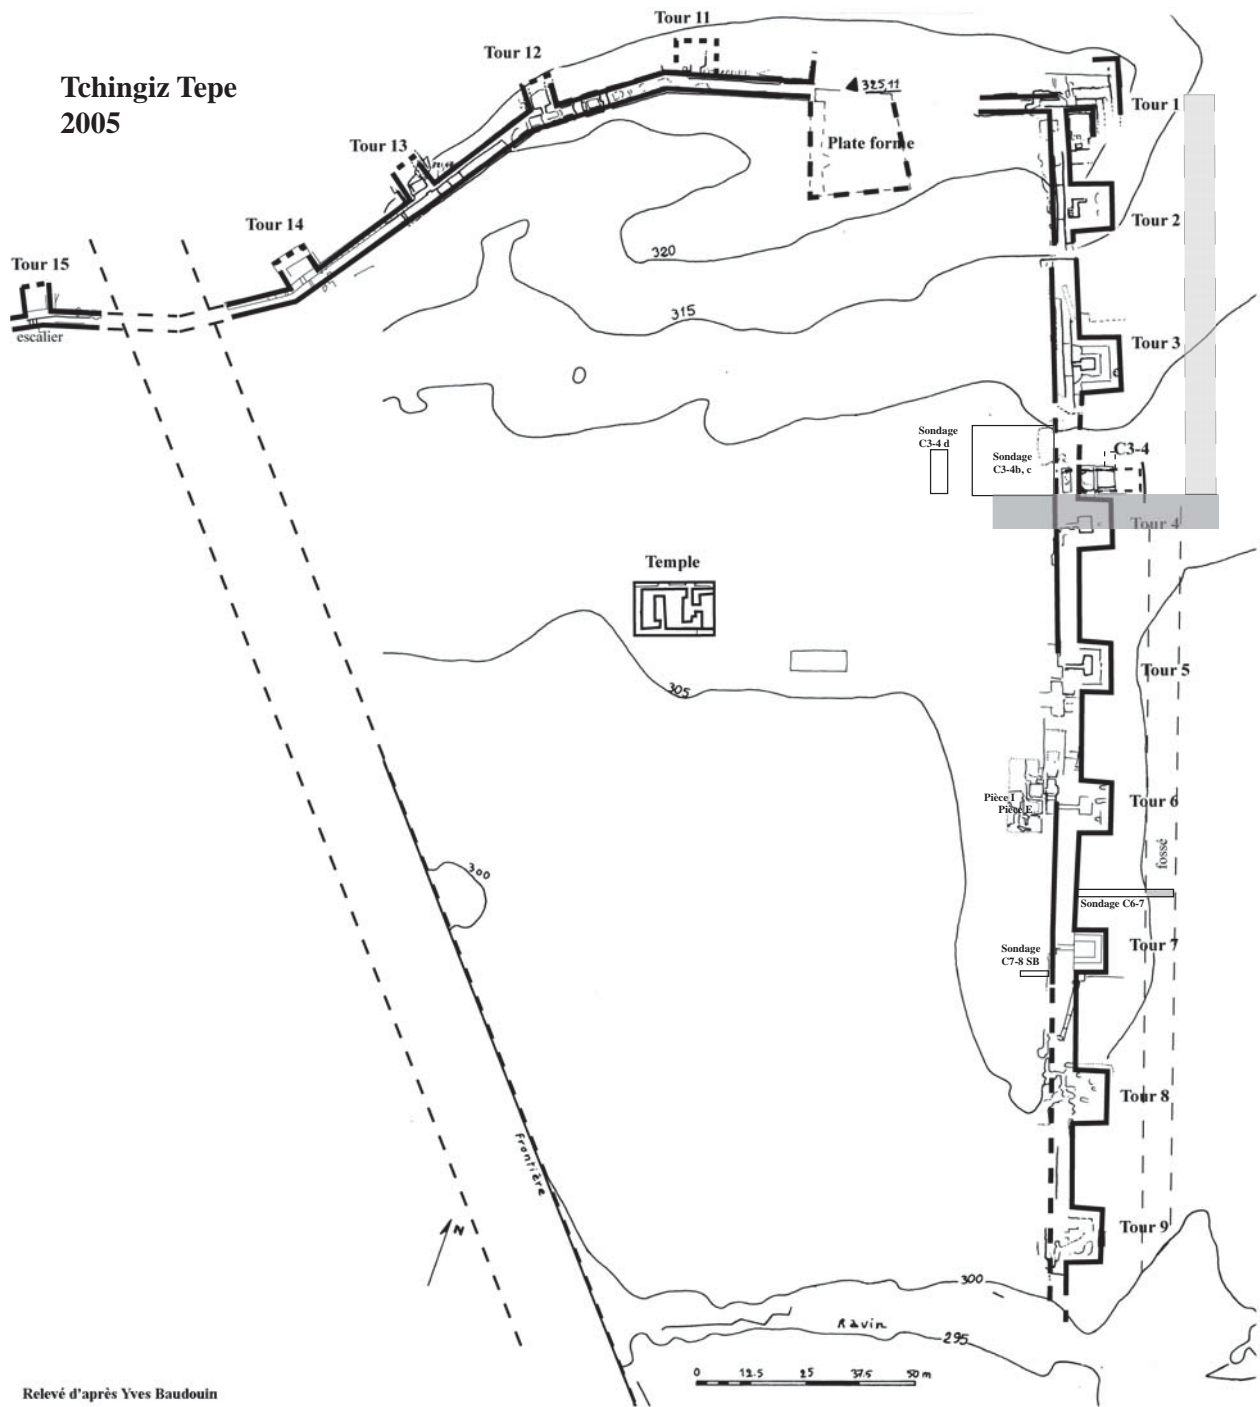 Tchingiz Tepe
2005
Tour 11
Tour 12
Tour 13
Tour 14
Tour 15
escalier
325,11
Plate forme
Tour 1
Tour 2
320
315
Tour 3
Sondage
C3-4 d
Sondage
C3-4b, c
C3-4
Tour 4
Temple
305
Tour 5
Pièce I
Pièce E
Tour 6
fossé
300
Sondage C6-7
Sondage
C7-8 SB
Tour 7
Tour 8
Frontière
Tour 9
N
300
Ravin
295
0 12.5 25 37.5 50 m
Relevé d'après Yves Baudouin